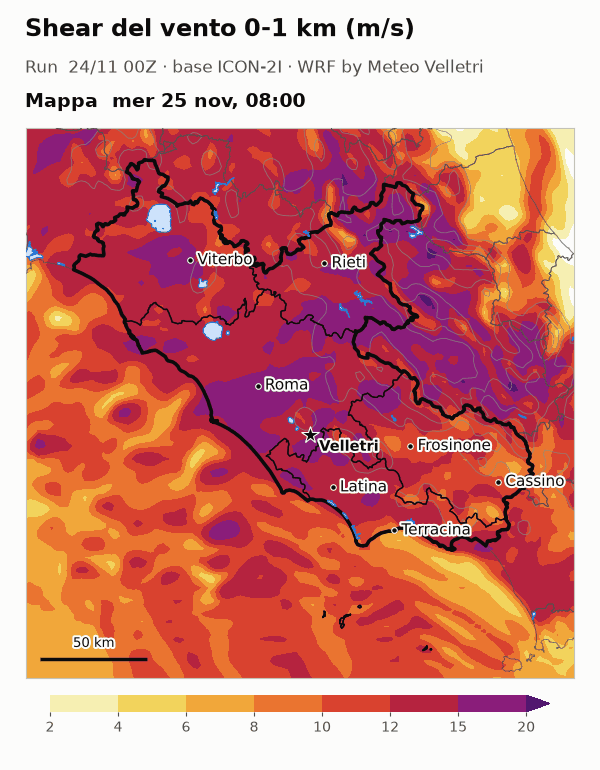 Shear del vento 0-1 km (m/s)
Run  24/11 00Z · base ICON-2I · WRF by Meteo Velletri
Mappa  mer 25 nov, 08:00
Viterbo
Rieti
Roma
Velletri
Frosinone
Latina
Cassino
Terracina
50 km
2 4 6 8 10 12 15 20